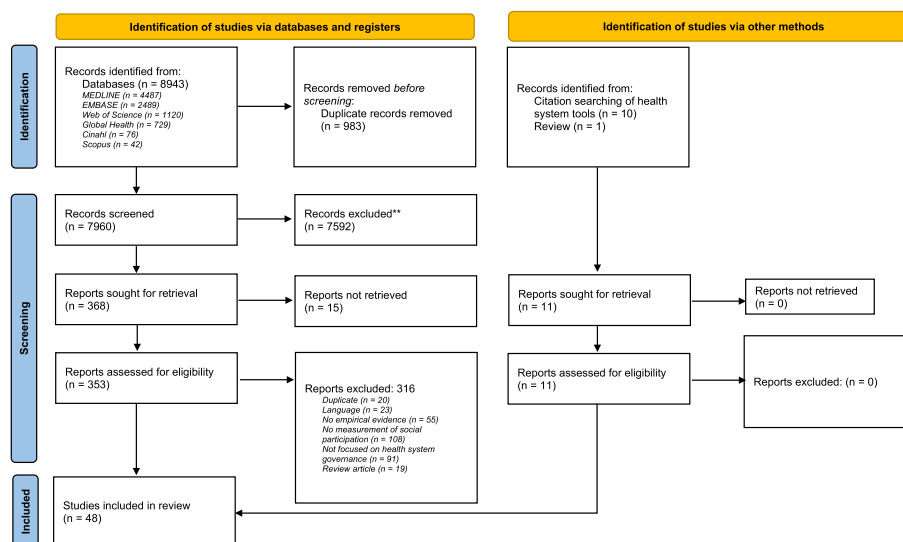 Identification of studies via databases and registers
Identification of studies via other methods
Identification
Records identified from:
Databases (n = 8943)
MEDLINE (n = 4487)
EMBASE (n = 2489)
Web of Science (n = 1120)
Global Health (n = 729)
Cinahl (n = 76)
Scopus (n = 42)
Records removed before
screening:
Duplicate records removed
(n = 983)
Records identified from:
Citation searching of health
system tools (n = 10)
Review (n = 1)
Screening
Records screened
(n = 7960)
Records excluded**
(n = 7592)
Reports sought for retrieval
(n = 368)
Reports not retrieved
(n = 15)
Reports sought for retrieval
(n = 11)
Reports not retrieved
(n = 0)
Reports assessed for eligibility
(n = 353)
Reports excluded: 316
Duplicate (n = 20)
Language (n = 23)
No empirical evidence (n = 55)
No measurement of social
participation (n = 108)
Not focused on health system
governance (n = 91)
Review article (n = 19)
Reports assessed for eligibility
(n = 11)
Reports excluded: (n = 0)
Included
Studies included in review
(n = 48)